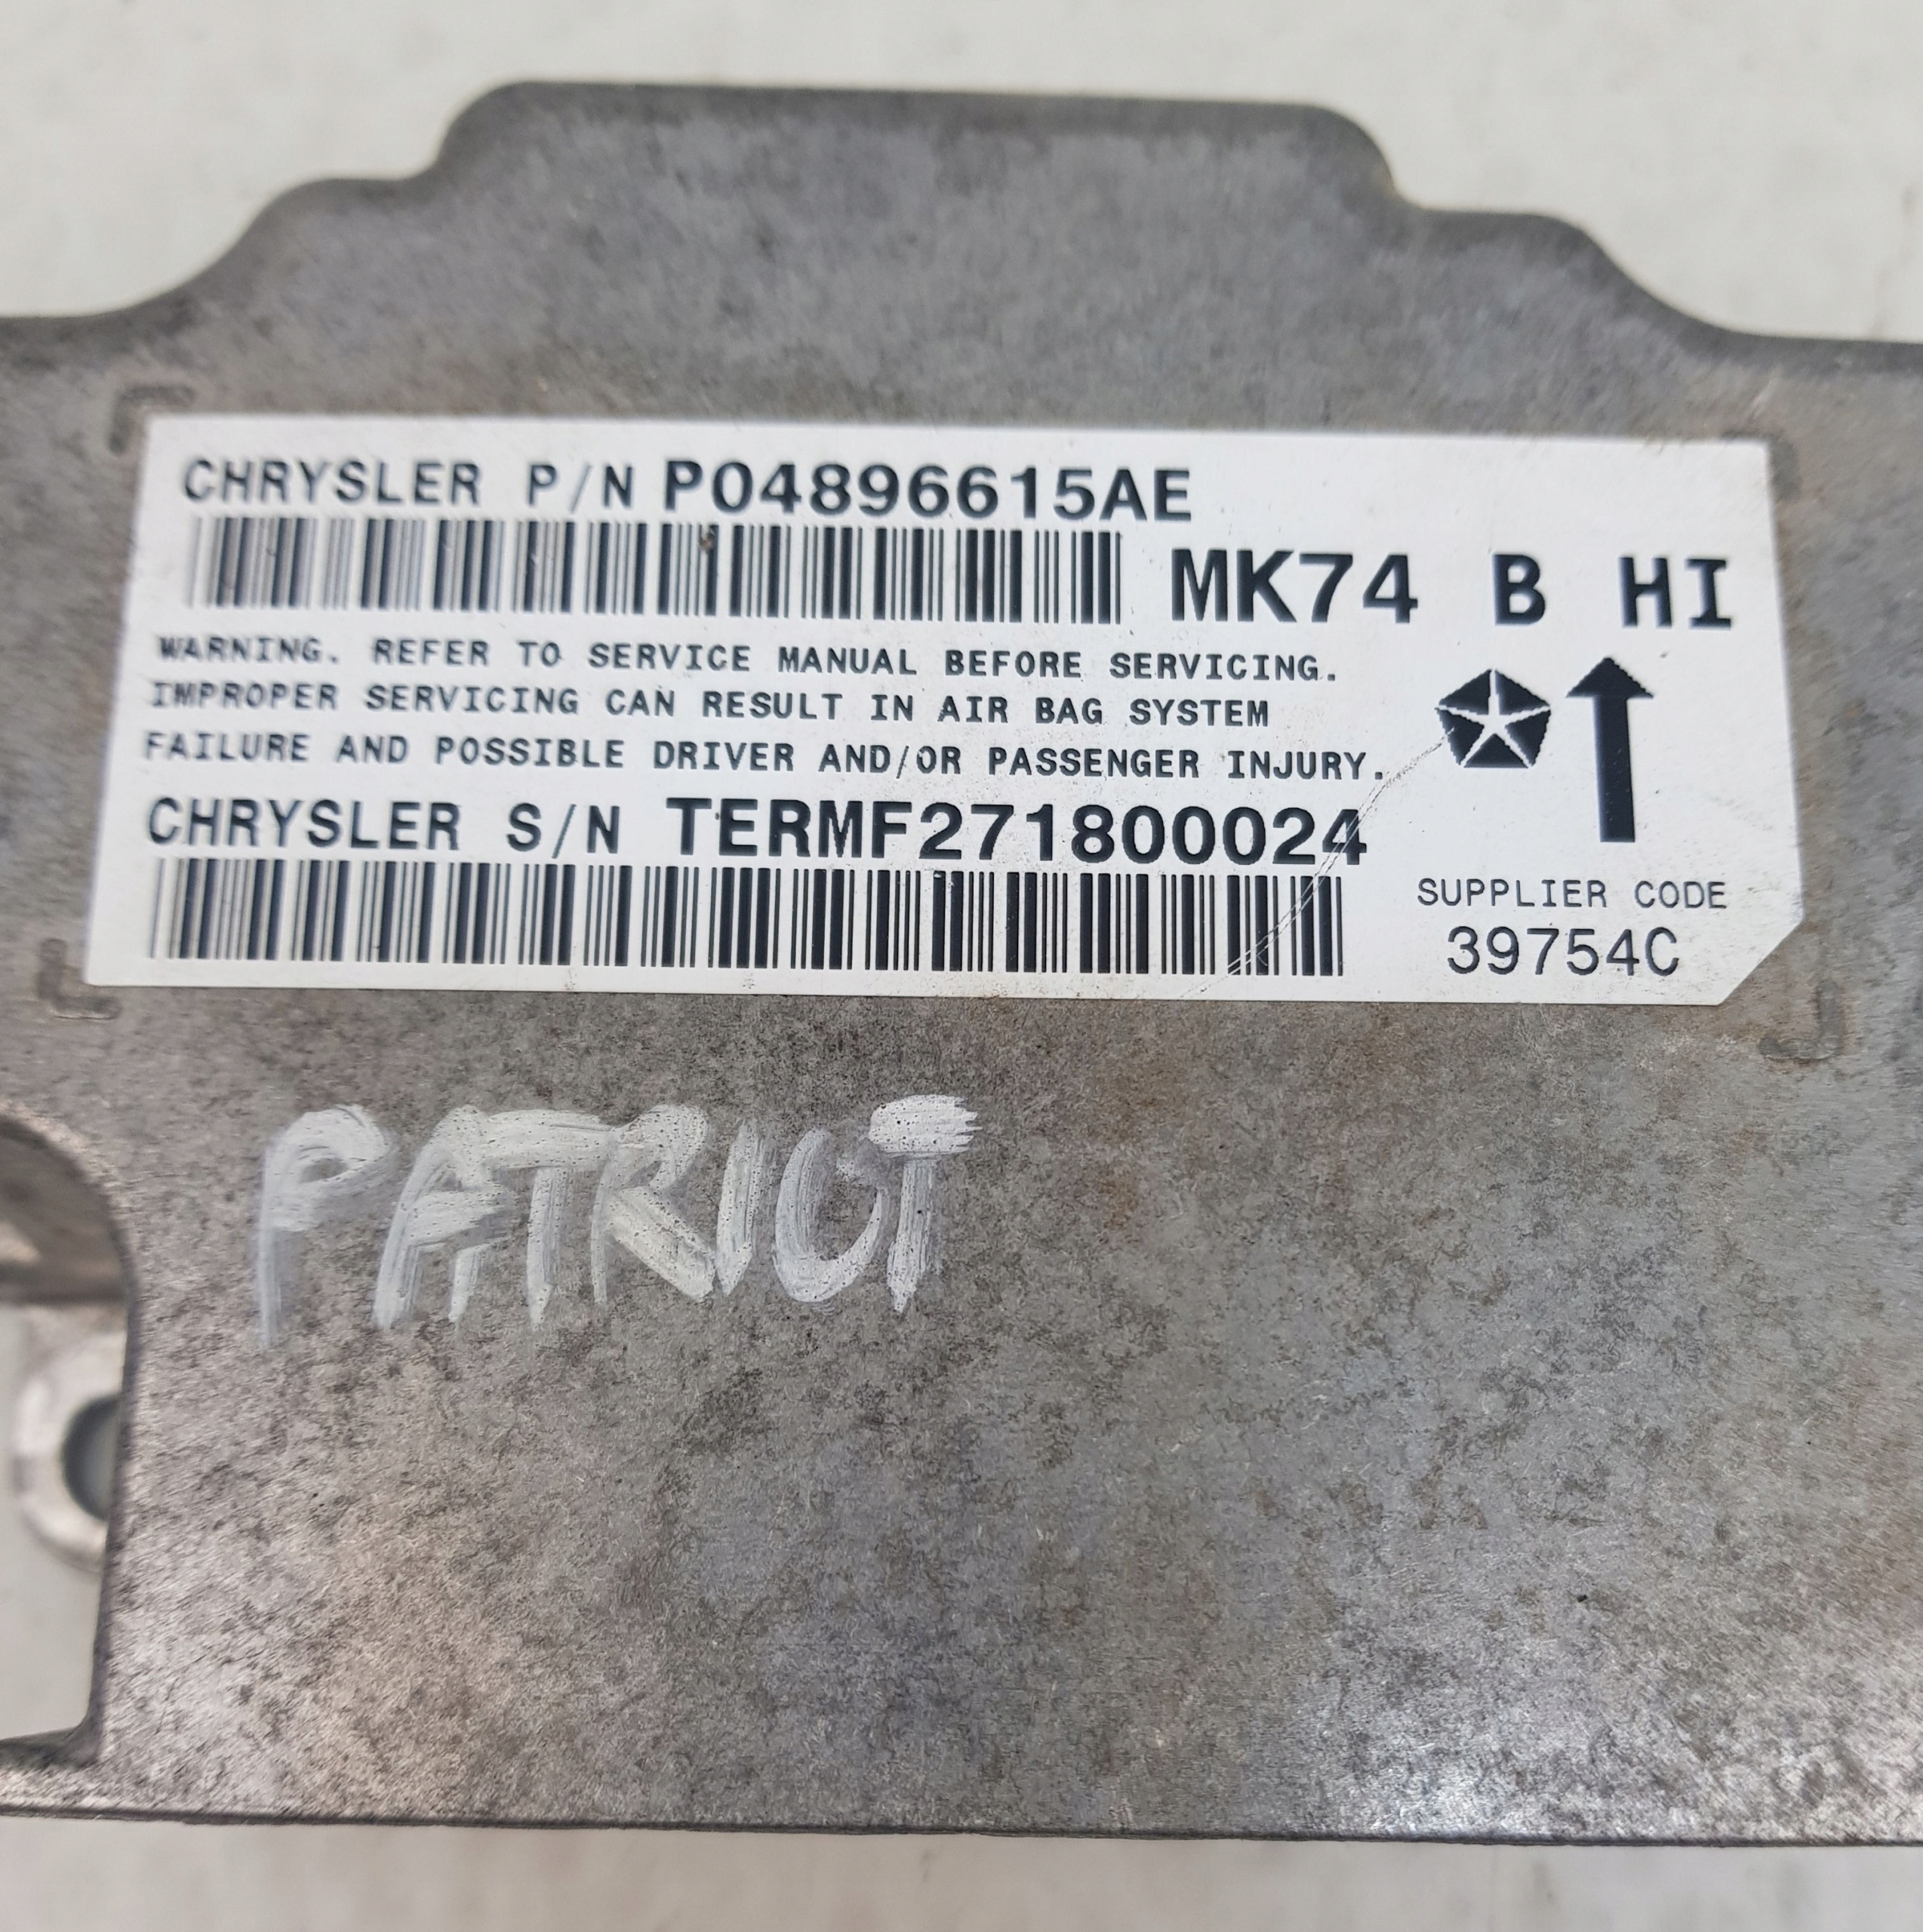 CHRYSLER P/N P04896615AE
MK74 B HI
WARNING. REFER TO SERVICE MANUAL BEFORE SERVICING.
IMPROPER SERVICING CAN RESULT IN AIR BAG SYSTEM
FAILURE AND POSSIBLE DRIVER AND/OR PASSENGER INJURY.
CHRYSLER S/N TERMF271800024
SUPPLIER CODE
39754C
PATRIOT